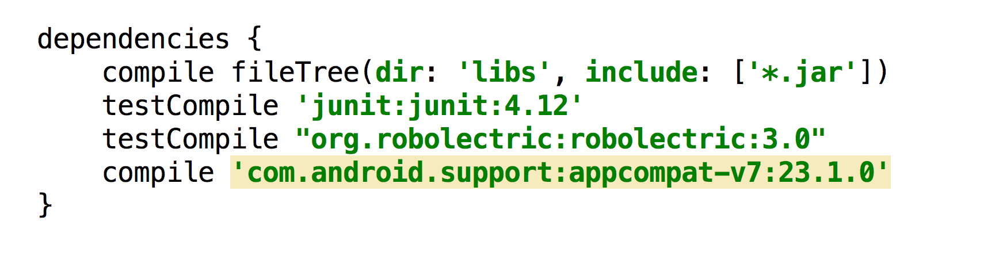 dependencies {
    compile fileTree(dir: 'libs', include: ['*.jar'])
    testCompile 'junit:junit:4.12'
    testCompile "org.robolectric:robolectric:3.0"
    compile 'com.android.support:appcompat-v7:23.1.0'
}